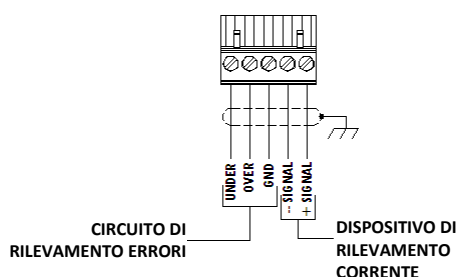 UNDER
OVER
GND
- SIGNAL
+ SIGNAL
CIRCUITO DI
RILEVAMENTO ERRORI
DISPOSITIVO DI
RILEVAMENTO
CORRENTE